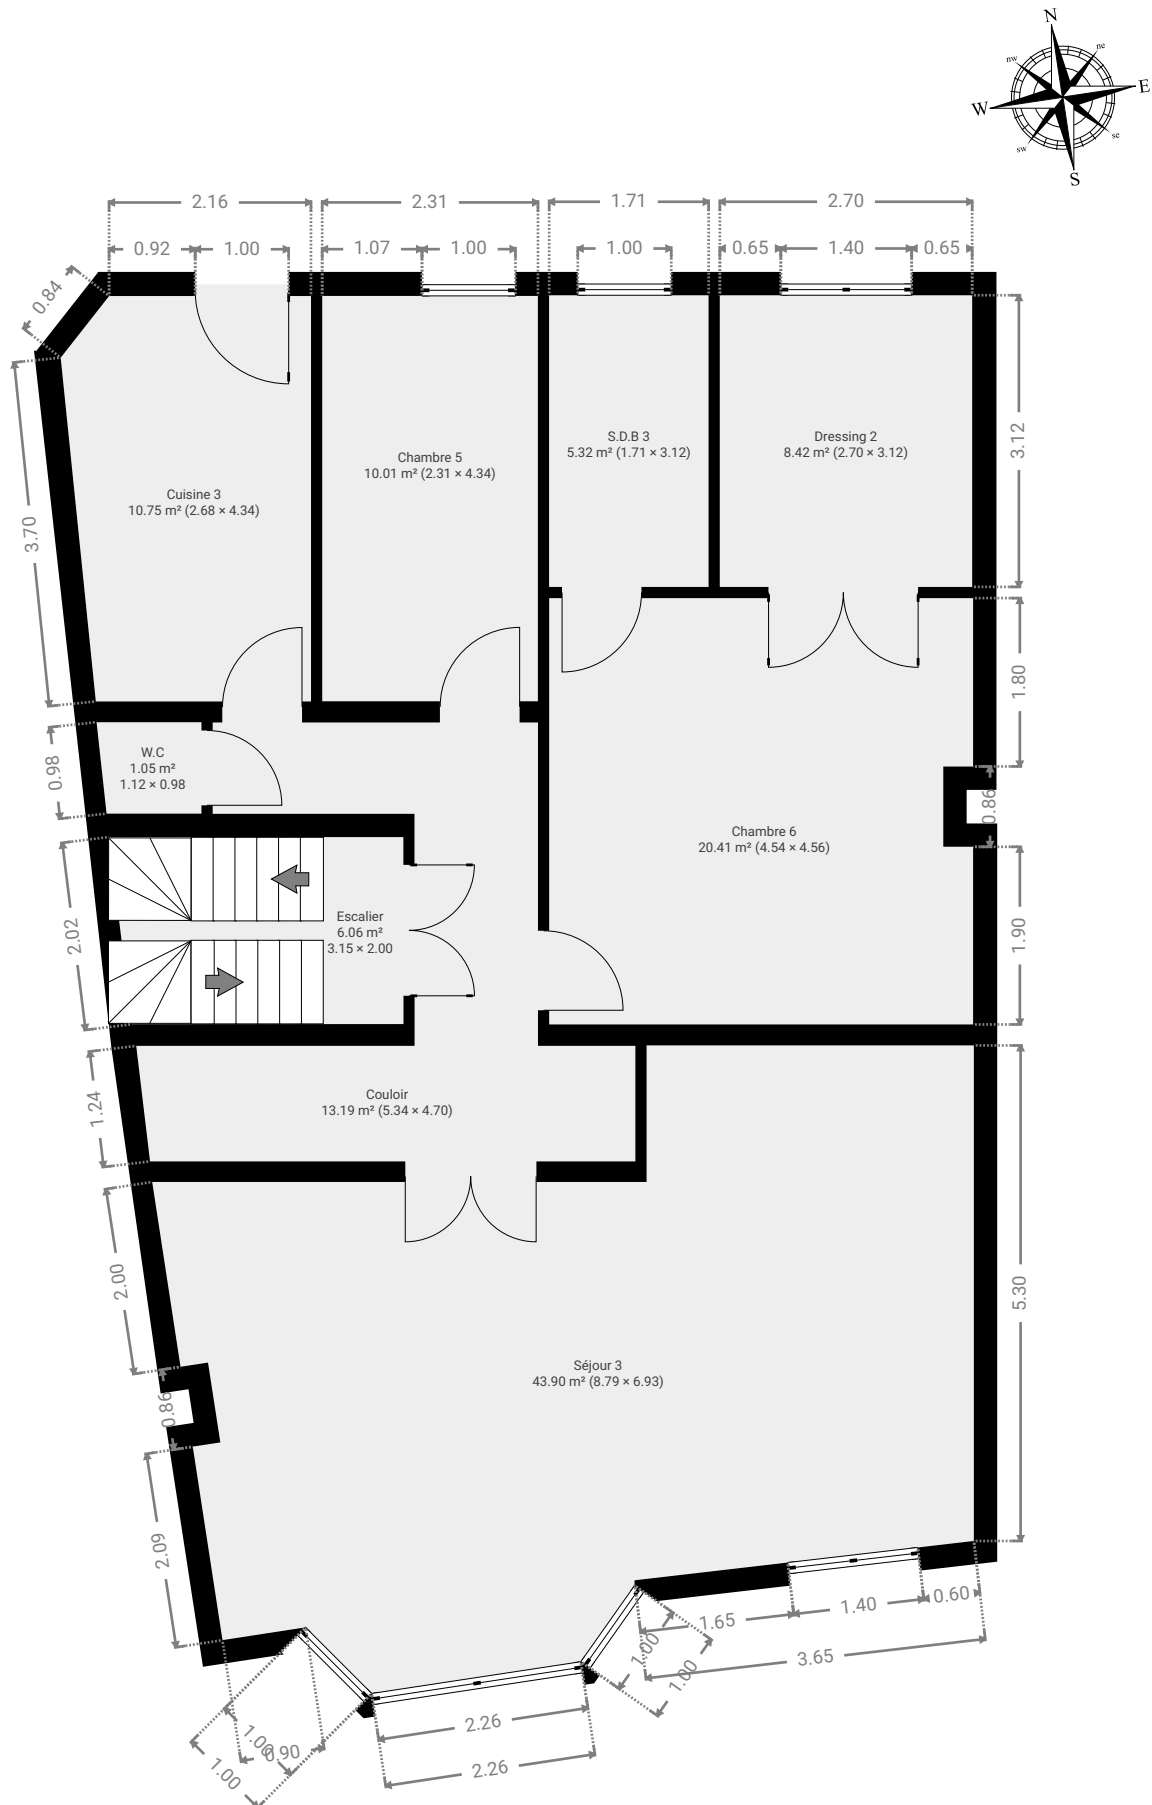 N
nw
ne
W
E
sw
se
S
2.16
2.31
1.71
2.70
0.92
1.00
1.07
1.00
1.00
0.65
1.40
0.65
0.84
3.70
3.12
S.D.B 3
5.32 m² (1.71 × 3.12)
Dressing 2
8.42 m² (2.70 × 3.12)
Chambre 5
10.01 m² (2.31 × 4.34)
Cuisine 3
10.75 m² (2.68 × 4.34)
1.80
W.C
1.05 m²
1.12 × 0.98
0.98
0.86
Chambre 6
20.41 m² (4.54 × 4.56)
Escalier
6.06 m²
3.15 × 2.00
2.02
1.90
Couloir
13.19 m² (5.34 × 4.70)
1.24
2.00
5.30
Séjour 3
43.90 m² (8.79 × 6.93)
0.86
2.09
1.65
1.40
0.60
3.65
1.00
1.00
2.26
2.26
1.00
0.90
1.00